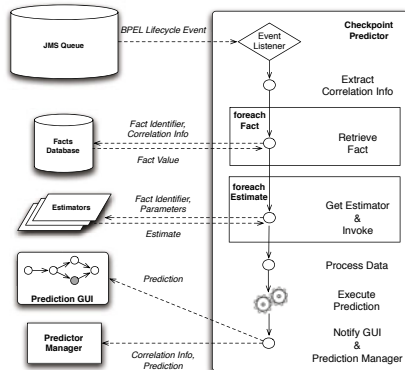 Checkpoint
Predictor
BPEL Lifecycle Event
JMS Queue
Event
Listener
Extract
Correlation Info
foreach
Fact
Fact Identifier,
Correlation Info
Facts
Database
Retrieve
Fact
Fact Value
foreach
Estimate
Fact Identifier,
Parameters
Estimators
Get Estimator
&
Invoke
Estimate
Process Data
Prediction
Prediction GUI
Execute
Prediction
Predictor
Manager
Notify GUI
&
Prediction Manager
Correlation Info,
Prediction